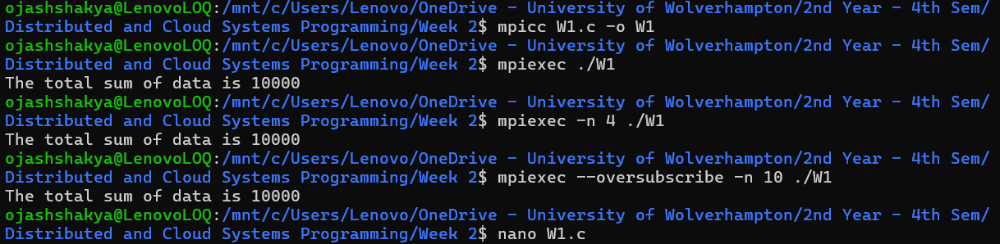 ojashshakya@LenovoLOQ:/mnt/c/Users/Lenovo/OneDrive - University of Wolverhampton/2nd Year - 4th Sem/
Distributed and Cloud Systems Programming/Week 2$ mpicc W1.c -o W1
ojashshakya@LenovoLOQ:/mnt/c/Users/Lenovo/OneDrive - University of Wolverhampton/2nd Year - 4th Sem/
Distributed and Cloud Systems Programming/Week 2$ mpiexec ./W1
The total sum of data is 10000
ojashshakya@LenovoLOQ:/mnt/c/Users/Lenovo/OneDrive - University of Wolverhampton/2nd Year - 4th Sem/
Distributed and Cloud Systems Programming/Week 2$ mpiexec -n 4 ./W1
The total sum of data is 10000
ojashshakya@LenovoLOQ:/mnt/c/Users/Lenovo/OneDrive - University of Wolverhampton/2nd Year - 4th Sem/
Distributed and Cloud Systems Programming/Week 2$ mpiexec --oversubscribe -n 10 ./W1
The total sum of data is 10000
ojashshakya@LenovoLOQ:/mnt/c/Users/Lenovo/OneDrive - University of Wolverhampton/2nd Year - 4th Sem/
Distributed and Cloud Systems Programming/Week 2$ nano W1.c